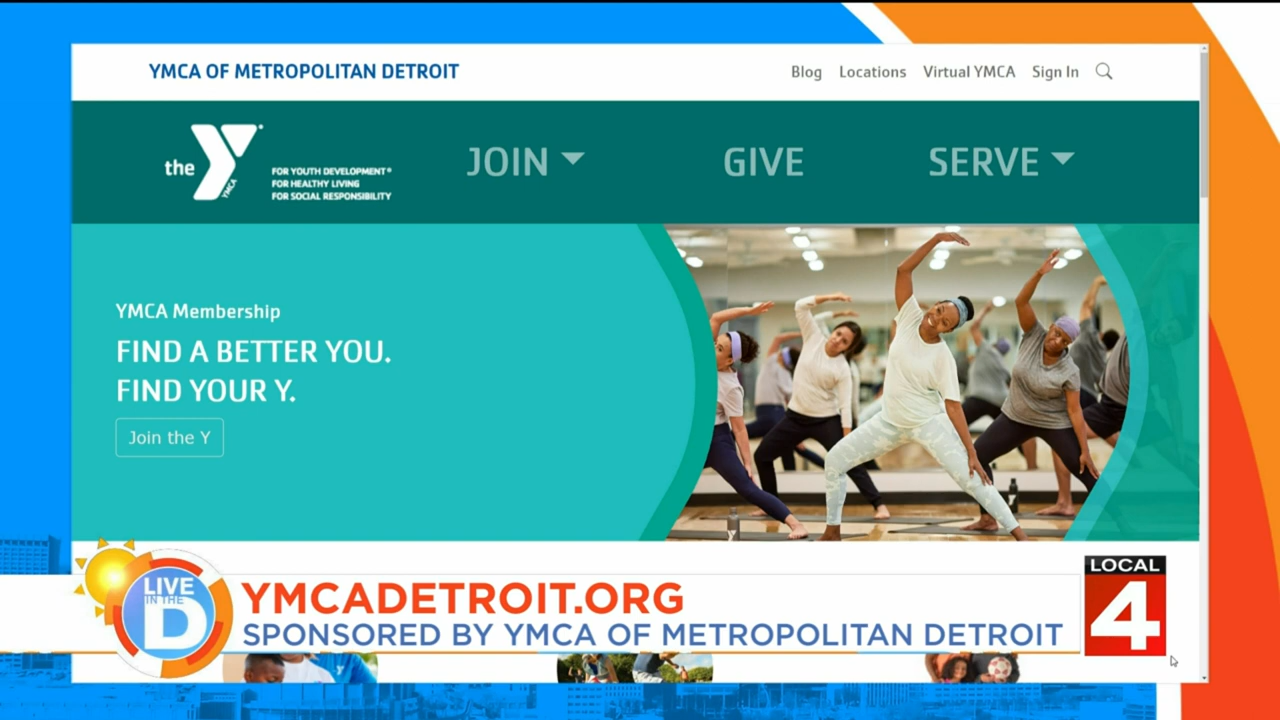 YMCA OF METROPOLITAN DETROIT
Blog Locations Virtual YMCA Sign In
the Y® YMCA
FOR YOUTH DEVELOPMENT®
FOR HEALTHY LIVING
FOR SOCIAL RESPONSIBILITY
JOIN GIVE SERVE
YMCA Membership
FIND A BETTER YOU.
FIND YOUR Y.
Join the Y
LIVE
IN THE
D
YMCADETROIT.ORG
SPONSORED BY YMCA OF METROPOLITAN DETROIT
LOCAL
4